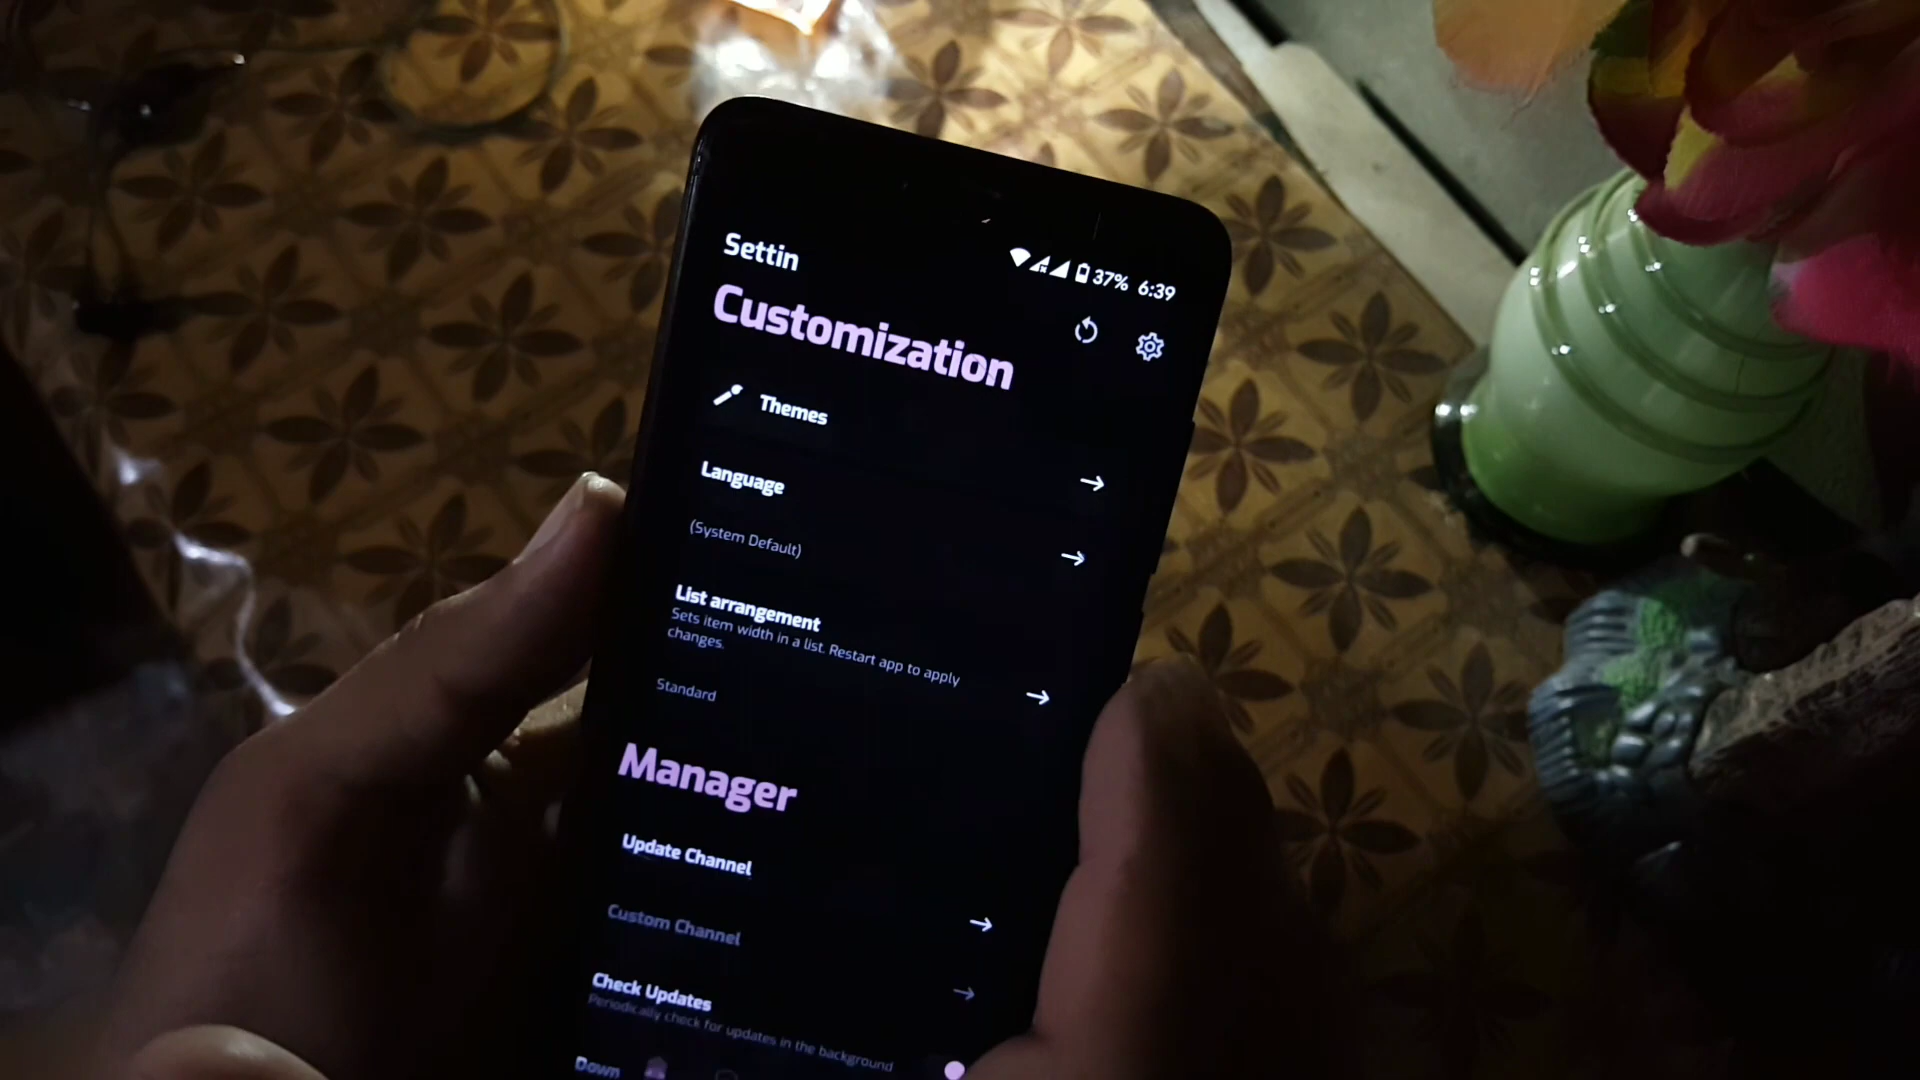 Settin
37% 6:39
Customization
Themes
Language
(System Default)
List arrangement
Sets item width in a list. Restart app to apply
changes.
Standard
Manager
Update Channel
Custom Channel
Check Updates
Periodically check for updates in the background
Down